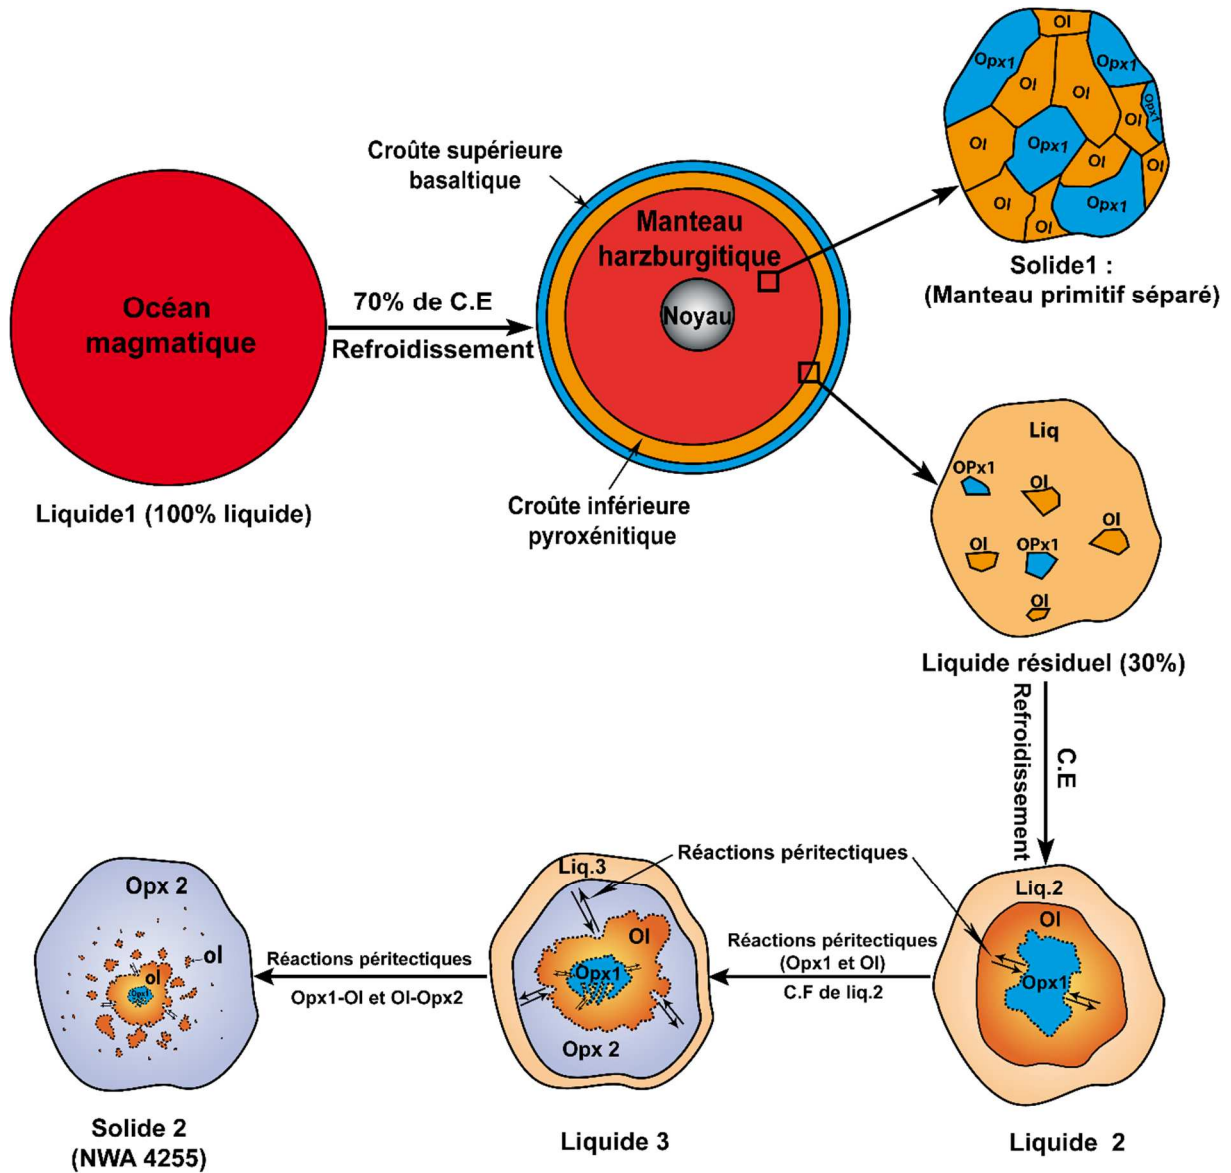 Océan
magmatique
Liquide1 (100% liquide)
70% de C.E
Refroidissement
Croûte supérieure
basaltique
Manteau
harzburgitique
Noyau
Croûte inférieure
pyroxénitique
Ol
Opx1
Opx1
Ol
Ol
Opx1
Ol
Ol
Opx1
Ol
Ol
Ol
Opx1
Ol
Solide1 :
(Manteau primitif séparé)
Liq
OPx1
Ol
Ol
Ol
OPx1
Ol
Liquide résiduel (30%)
Refroidissement
C.E
Liq.2
Ol
Opx1
Liquide 2
Réactions péritectiques
Réactions péritectiques
(Opx1 et Ol)
C.F de liq.2
Liq.3
Ol
Opx1
Opx 2
Liquide 3
Réactions péritectiques
Opx1-Ol et Ol-Opx2
Opx 2
ol
ol
Opx1
Solide 2
(NWA 4255)